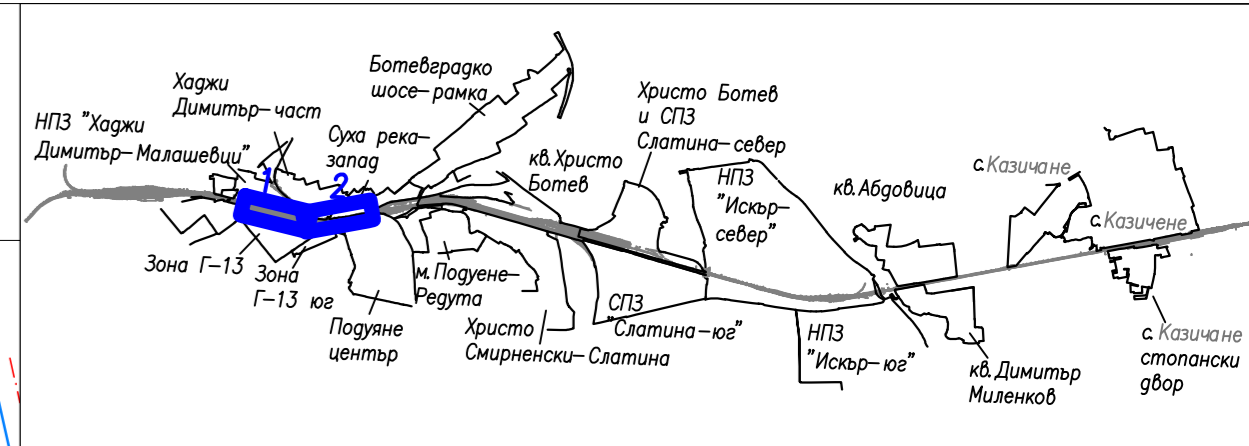 Хаджи
Димитър-част
НПЗ "Хаджи
Димитър-Малашевци"
Ботевградко
шосе-рамка
Суха река-
запад
1
2
кв. Христо
Ботев
Христо Ботев
и СПЗ
Слатина-север
НПЗ
"Искър-
север"
кв. Абдовица
с. Казичане
с. Казичене
Зона Г-13
Зона
Г-13 юг
Подуяне
център
м. Подуене-
Редута
Христо
Смирненски-Слатина
СПЗ
"Слатина-юг"
НПЗ
"Искър-юг"
кв. Димитър
Миленков
с. Казичане
стопански
двор